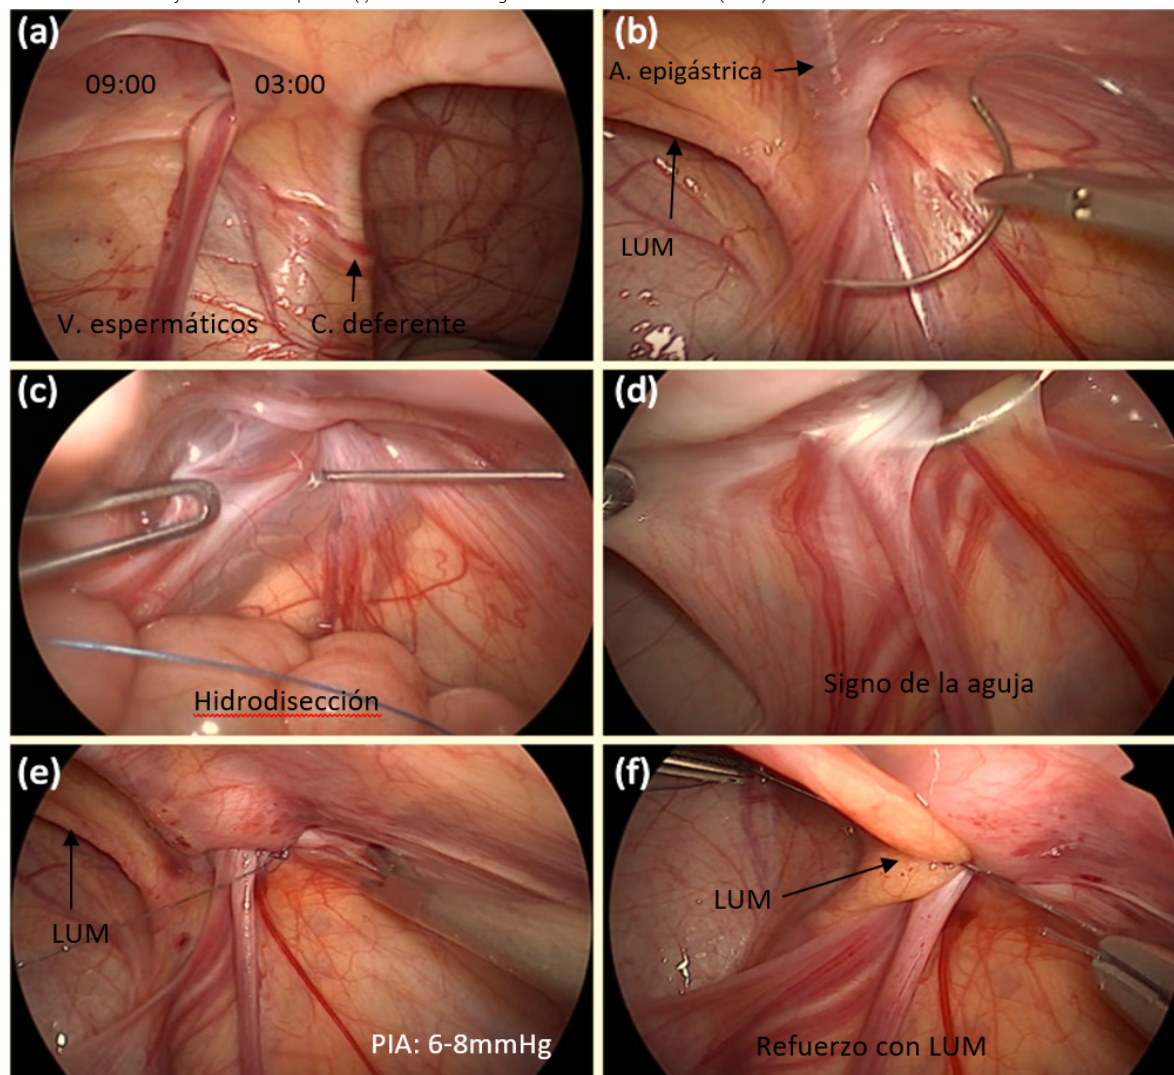 (a)
09:00 03:00
V. espermáticos C. deferente
(b)
A. epigástrica
LUM
(c)
Hidrodisección
(d)
Signo de la aguja
(e)
LUM
PIA: 6-8mmHg
(f)
LUM
Refuerzo con LUM